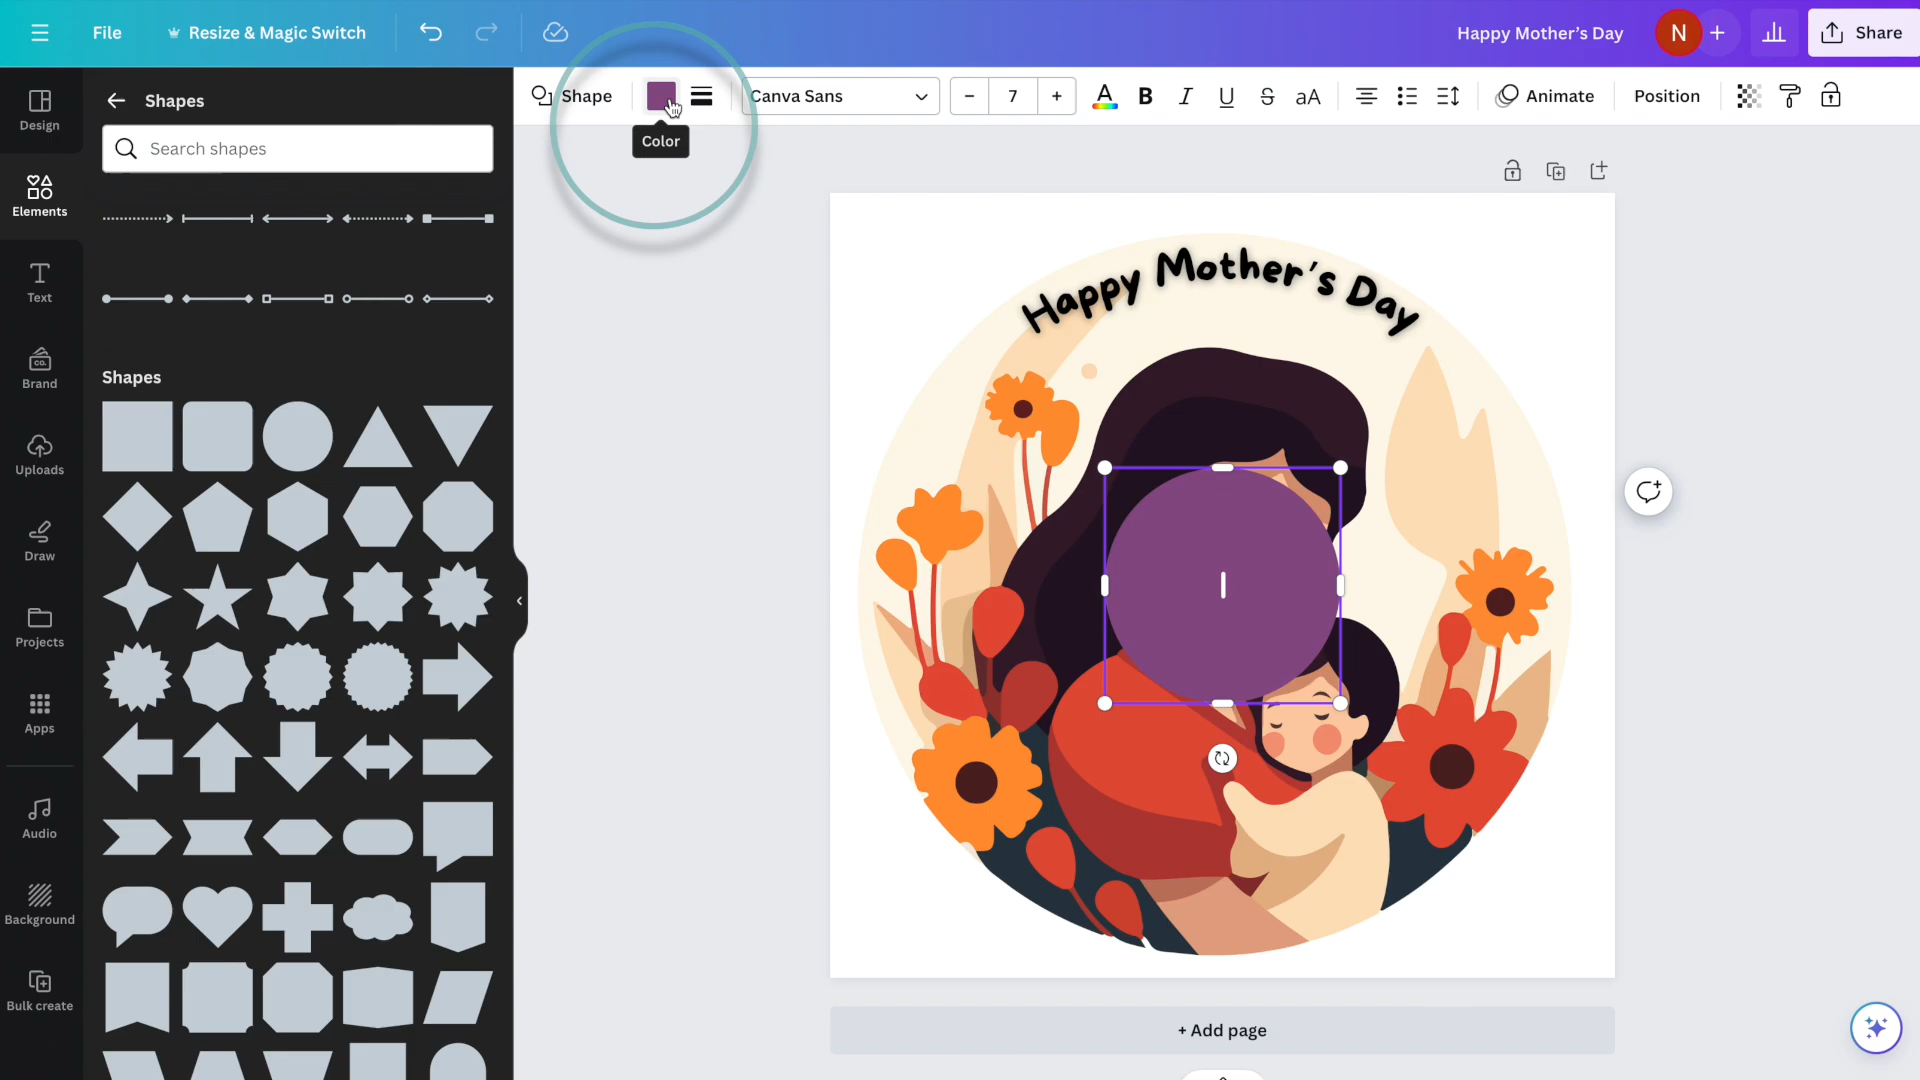 File
Resize & Magic Switch
Happy Mother's Day
N
Share
Design
Elements
Text
Brand
CO.
Uploads
Draw
Projects
Apps
Audio
Background
Bulk create
Shapes
Search shapes
Shapes
Shape
Color
Canva Sans
7
A
B
I
U
S
aA
Animate
Position
Happy Mother's Day
+ Add page